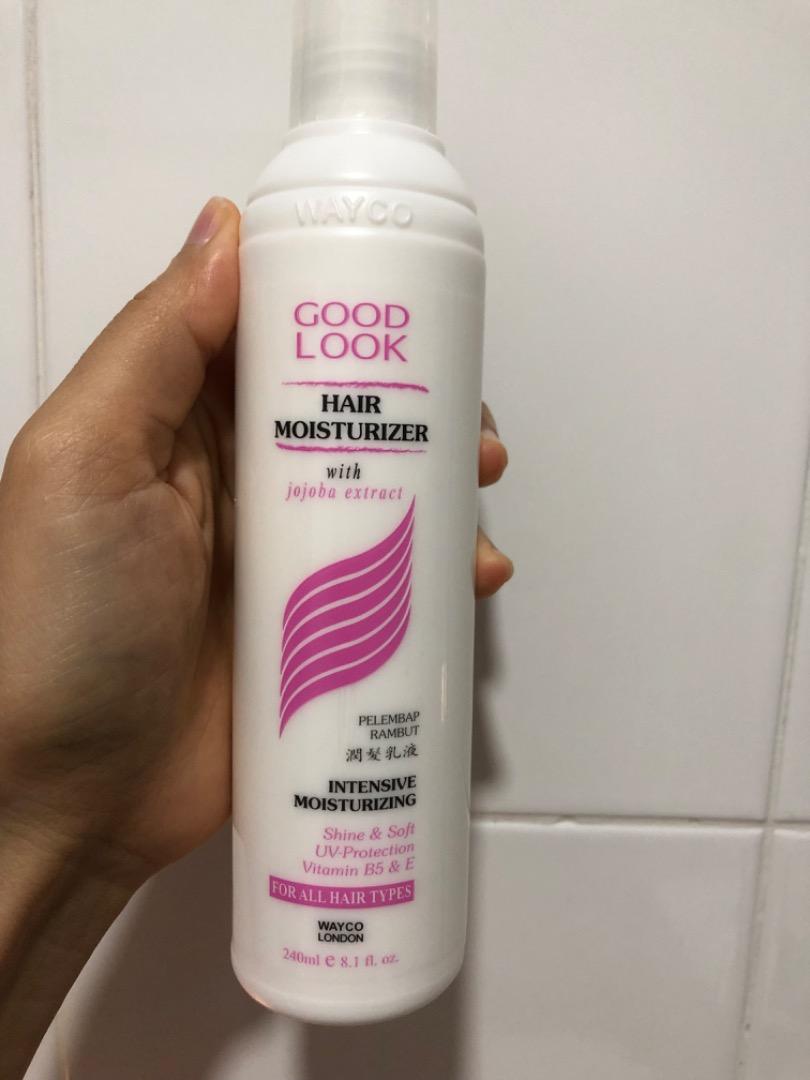 WAYCO
GOOD
LOOK
HAIR
MOISTURIZER
with
jojoba extract
PELEMBAP
RAMBUT
潤髮乳液
INTENSIVE
MOISTURIZING
Shine & Soft
UV-Protection
Vitamin B5 & E
FOR ALL HAIR TYPES
WAYCO
LONDON
240ml e 8.1 fl. oz.